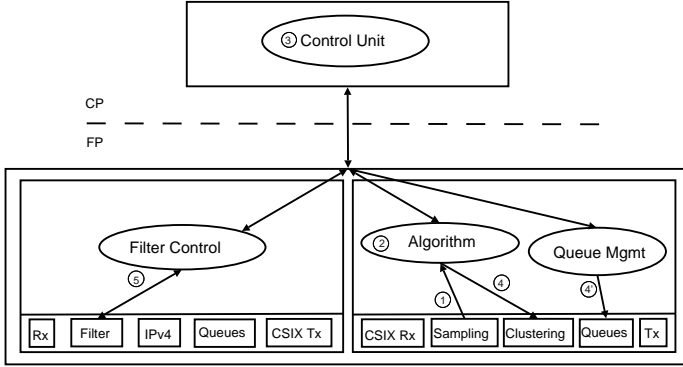 ③ Control Unit
CP
FP
Filter Control
② Algorithm
Queue Mgmt
⑤
④
④'
①
Rx Filter IPv4 Queues CSIX Tx
CSIX Rx Sampling Clustering Queues Tx